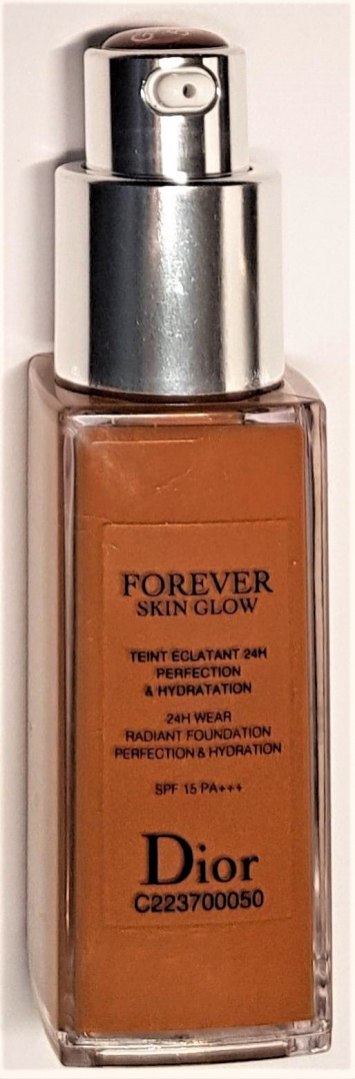 FOREVER
SKIN GLOW
TEINT ÉCLATANT 24H
PERFECTION
& HYDRATATION
24H WEAR
RADIANT FOUNDATION
PERFECTION & HYDRATION
SPF 15 PA+++
Dior
C223700050